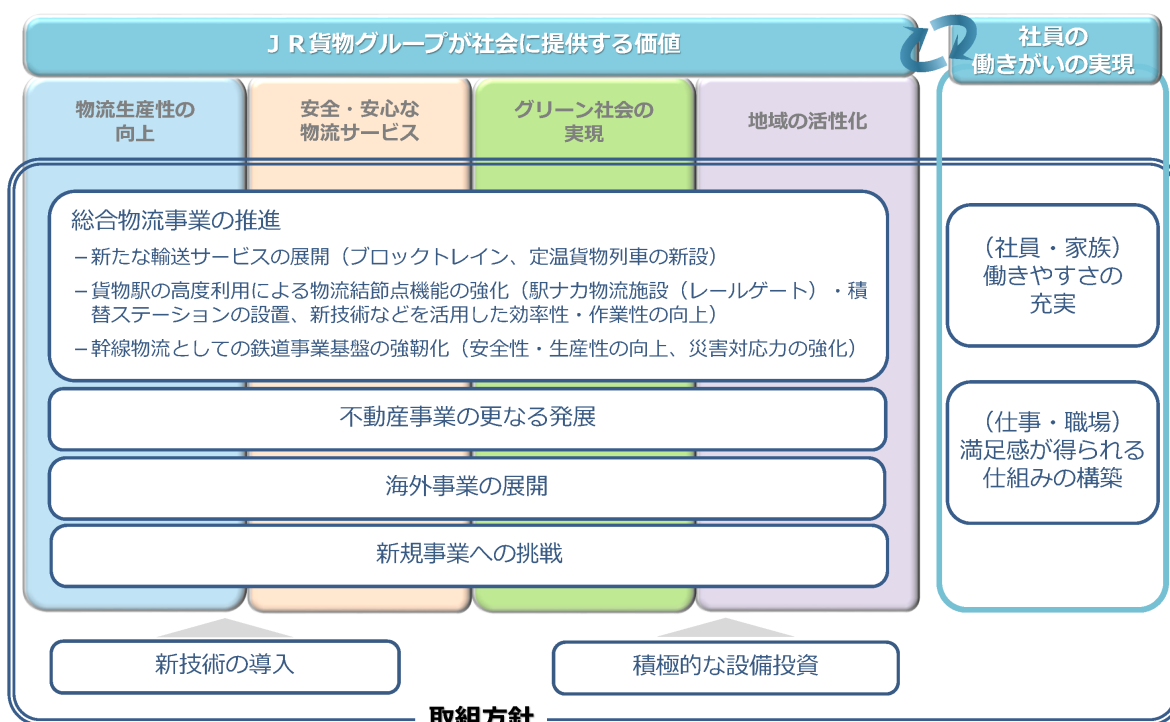 ＪＲ貨物グループが社会に提供する価値
社員の
働きがいの実現
物流生産性の
向上
安全・安心な
物流サービス
グリーン社会の
実現
地域の活性化
総合物流事業の推進
－新たな輸送サービスの展開（ブロックトレイン、定温貨物列車の新設）
－貨物駅の高度利用による物流結節点機能の強化（駅ナカ物流施設（レールゲート）・積
替ステーションの設置、新技術などを活用した効率性・作業性の向上）
－幹線物流としての鉄道事業基盤の強靭化（安全性・生産性の向上、災害対応力の強化）
不動産事業の更なる発展
海外事業の展開
新規事業への挑戦
（社員・家族）
働きやすさの
充実
（仕事・職場）
満足感が得られる
仕組みの構築
新技術の導入
積極的な設備投資
取組方針